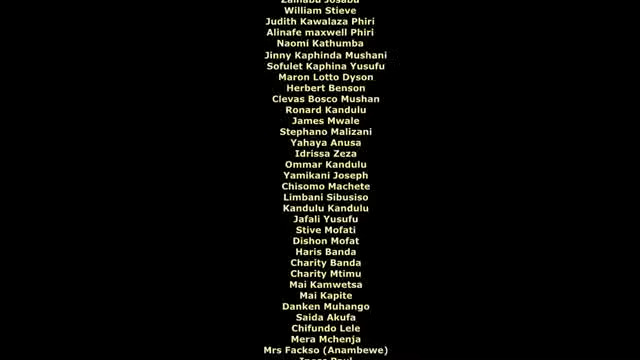 William Stieve
Judith Kawalaza Phiri
Alinafe maxwell Phiri
Naomi Kathumba
Jinny Kaphinda Mushani
Sofulet Kaphina Yusufu
Maron Lotto Dyson
Herbert Benson
Clevas Bosco Mushan
Ronard Kandulu
James Mwale
Stephano Malizani
Yahaya Anusa
Idrissa Zeza
Ommar Kandulu
Yamikani Joseph
Chisomo Machete
Limbani Sibusiso
Kandulu Kandulu
Jafali Yusufu
Stive Mofati
Dishon Mofat
Haris Banda
Charity Banda
Charity Mtimu
Mai Kamwetsa
Mai Kapite
Danken Muhango
Saida Akufa
Chifundo Lele
Mera Mchenja
Mrs Fackso (Anambewe)